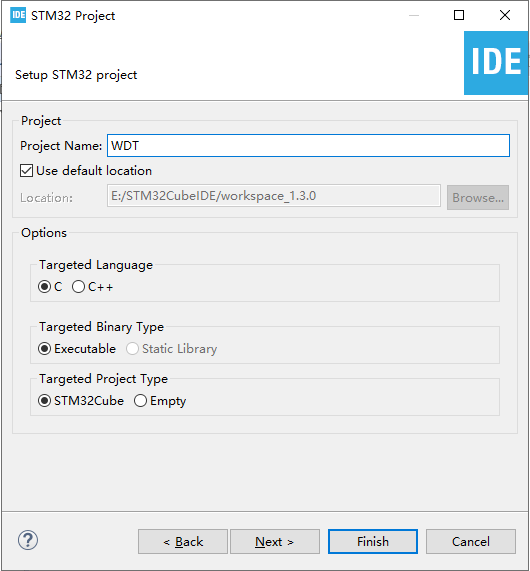 IDE STM32 Project
IDE
Setup STM32 project
Project
Project Name: WDT
Use default location
Location: E:/STM32CubeIDE/workspace_1.3.0 Browse...
Options
Targeted Language
C C++
Targeted Binary Type
Executable Static Library
Targeted Project Type
STM32Cube Empty
? < Back Next > Finish Cancel